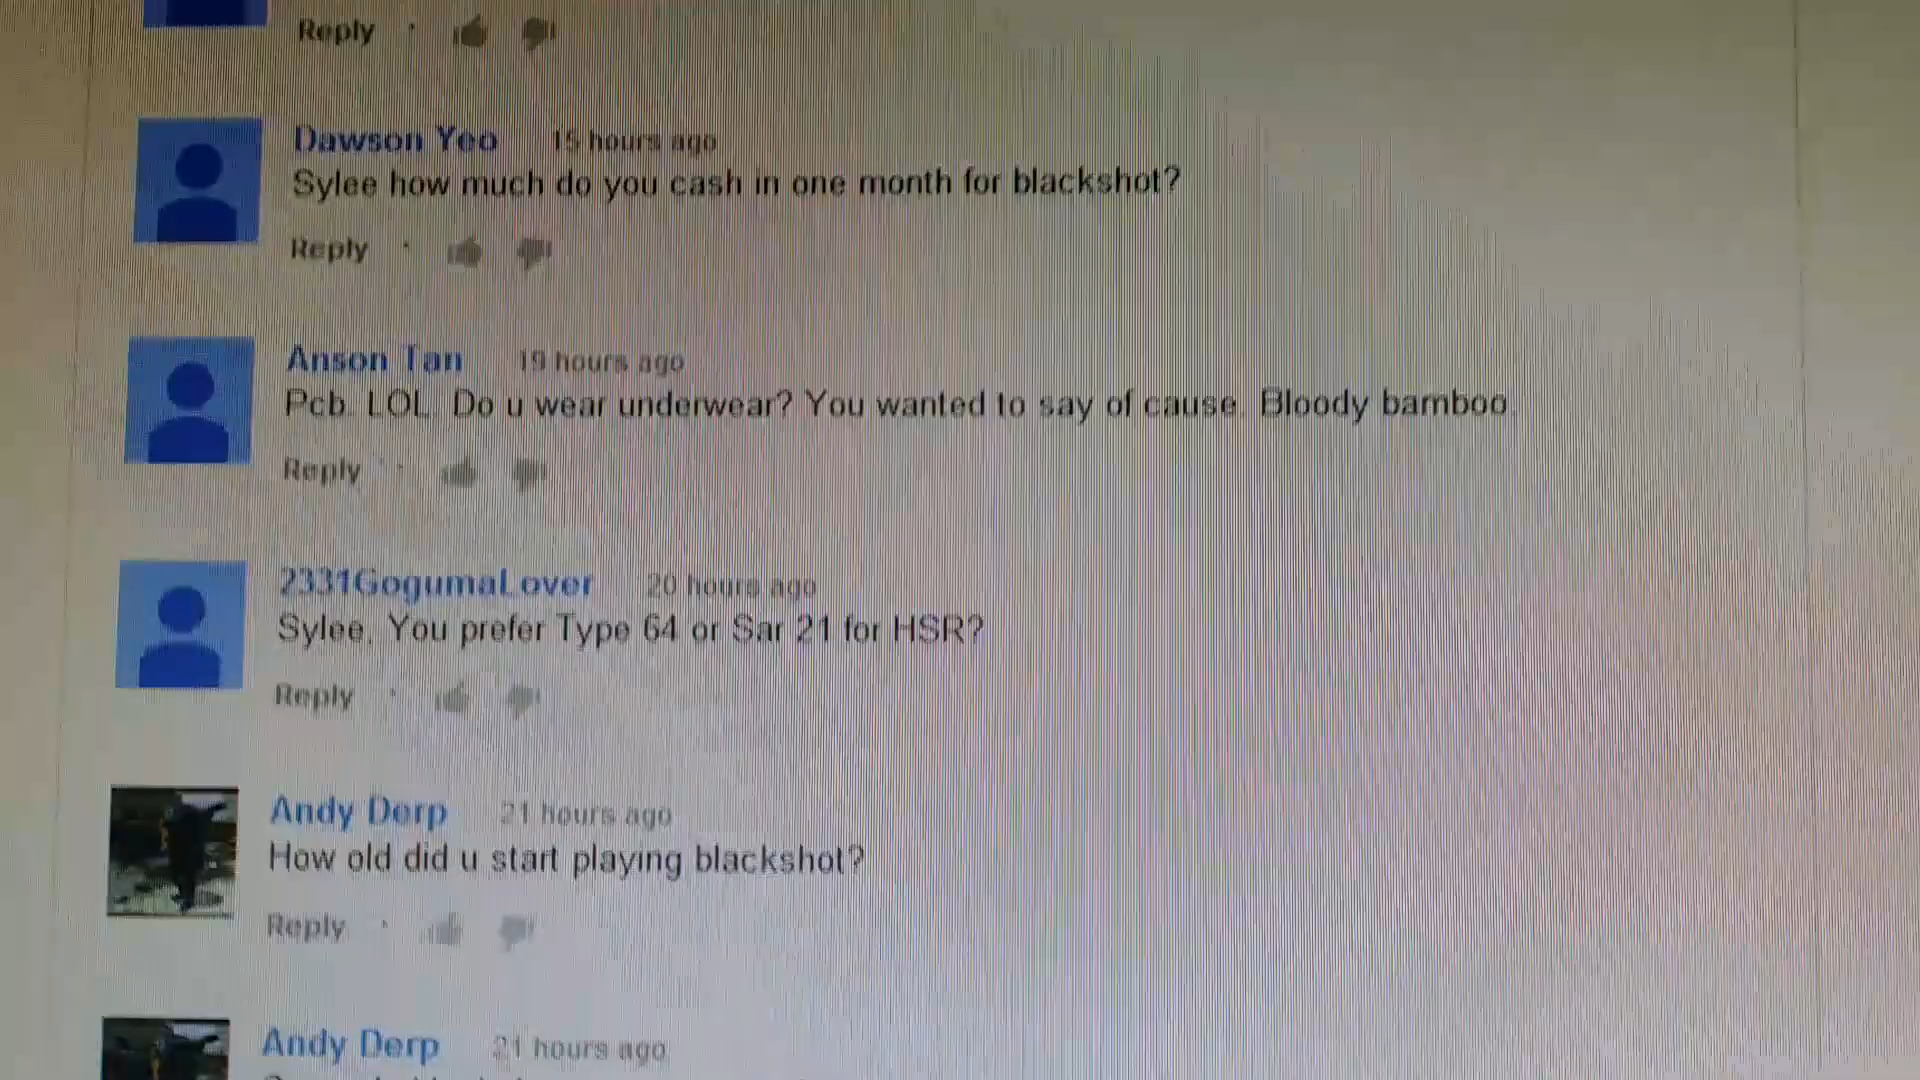 Reply
Dawson Yeo 15 hours ago
Sylee how much do you cash in one month for blackshot?
Reply
Anson Tan 19 hours ago
Pcb. LOL. Do u wear underwear? You wanted to say of cause. Bloody bamboo.
Reply
2331GogumaLover 20 hours ago
Sylee, You prefer Type 64 or Sar 21 for HSR?
Reply
Andy Derp 21 hours ago
How old did u start playing blackshot?
Reply
Andy Derp 21 hours ago